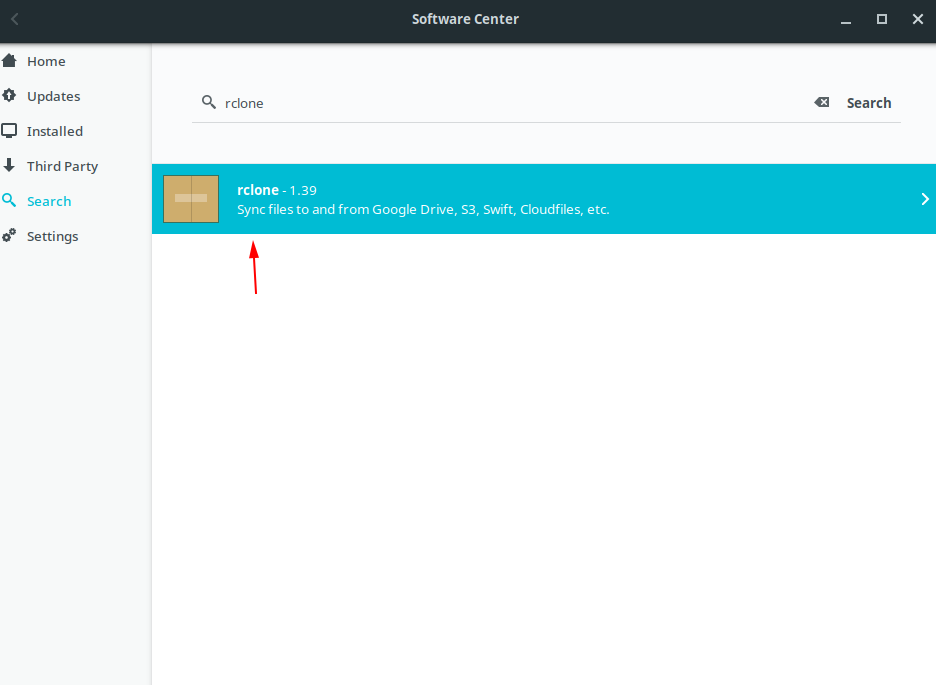 Software Center
Home
Updates
Installed
Third Party
Search
Settings
rclone
Search
rclone - 1.39
Sync files to and from Google Drive, S3, Swift, Cloudfiles, etc.